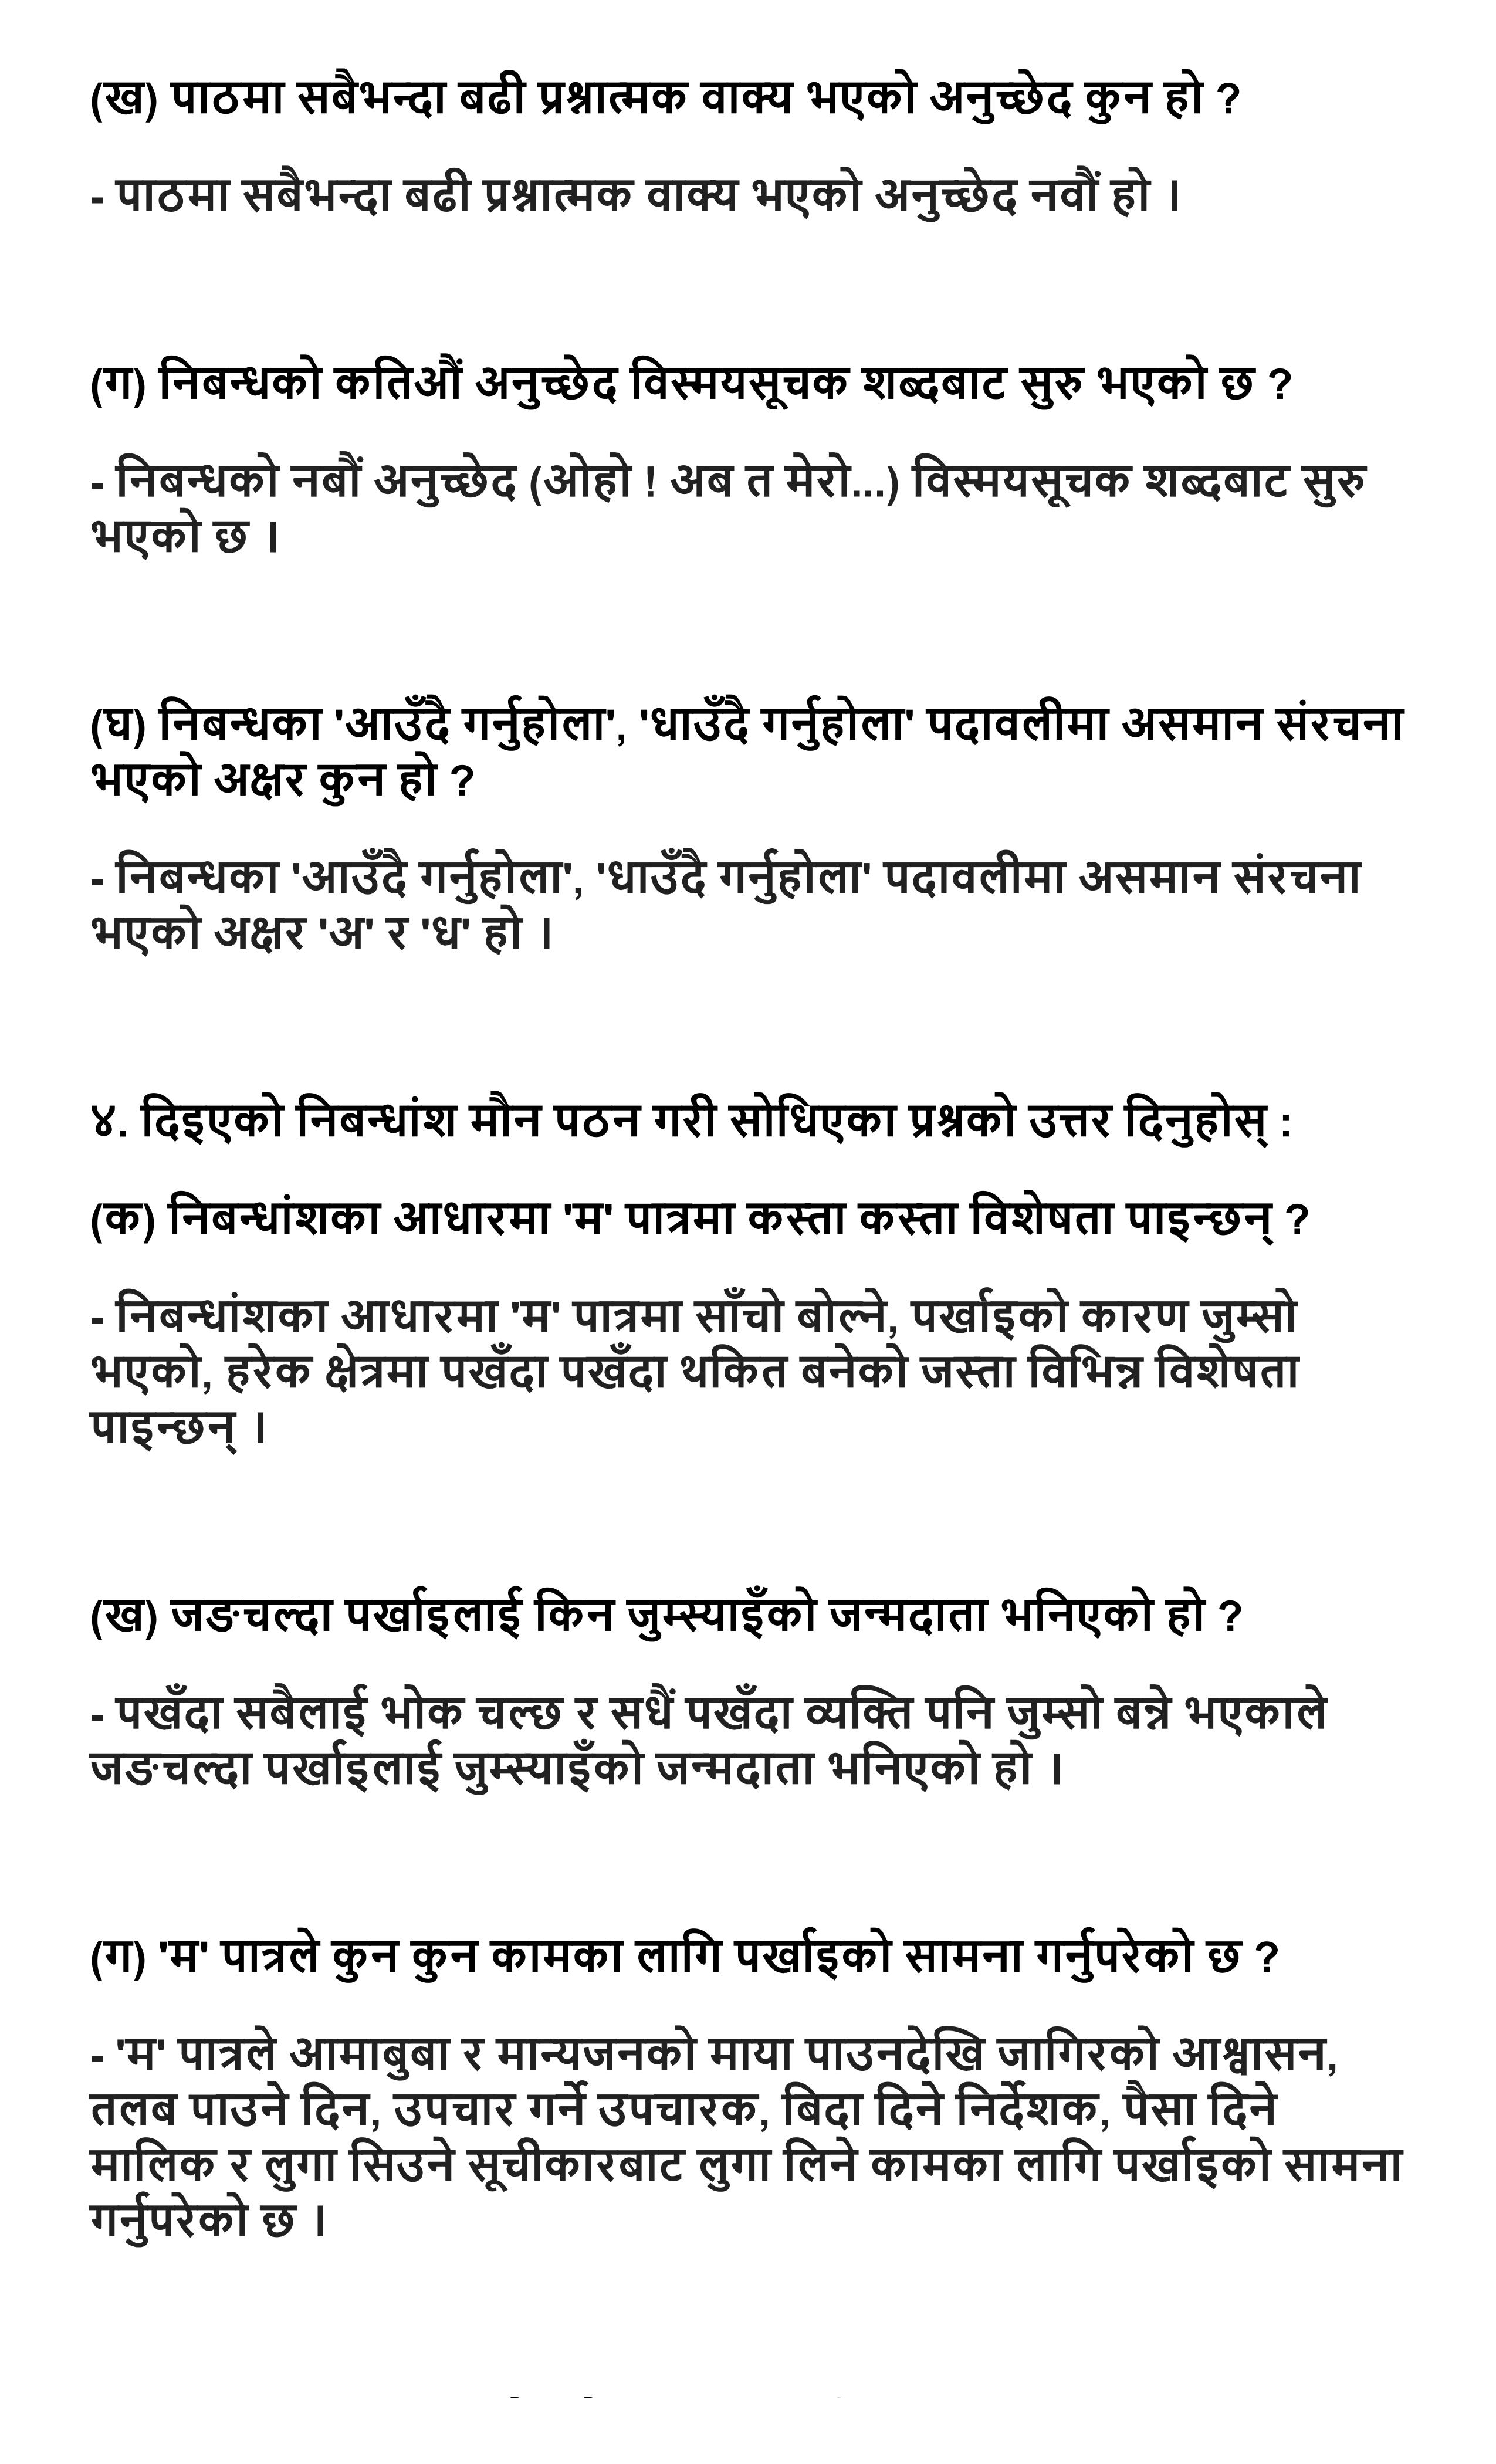 (ख) पाठमा सबैभन्दा बढी प्रश्नात्मक वाक्य भएको अनुच्छेद कुन हो ?
- पाठमा सबैभन्दा बढी प्रश्नात्मक वाक्य भएको अनुच्छेद नवौं हो ।
(ग) निबन्धको कतिऔं अनुच्छेद विस्मयसूचक शब्दबाट सुरु भएको छ ?
- निबन्धको नबौं अनुच्छेद (ओहो ! अब त मेरो...) विस्मयसूचक शब्दबाट सुरु
भएको छ ।
(घ) निबन्धका 'आउँदै गर्नुहोला', 'धाउँदै गर्नुहोला' पदावलीमा असमान संरचना
भएको अक्षर कुन हो ?
- निबन्धका 'आउँदै गर्नुहोला', 'धाउँदै गर्नुहोला' पदावलीमा असमान संरचना
भएको अक्षर 'अ' र 'ध' हो ।
४. दिइएको निबन्धांश मौन पठन गरी सोधिएका प्रश्नको उत्तर दिनुहोस् :
(क) निबन्धांशका आधारमा 'म' पात्रमा कस्ता कस्ता विशेषता पाइन्छन् ?
- निबन्धांशका आधारमा 'म' पात्रमा साँचो बोल्ने, पर्खाइको कारण जुम्सो
भएको, हरेक क्षेत्रमा पखँदा पखँदा थकित बनेको जस्ता विभिन्न विशेषता
पाइन्छन् ।
(ख) जङचल्दा पर्खाइलाई किन जुम्स्याइँको जन्मदाता भनिएको हो ?
- पखँदा सबैलाई भोक चल्छ र सधैं पखँदा व्यक्ति पनि जुम्सो बन्ने भएकाले
जङचल्दा पर्खाइलाई जुम्स्याइँको जन्मदाता भनिएको हो ।
(ग) 'म' पात्रले कुन कुन कामका लागि पर्खाइको सामना गर्नुपरेको छ ?
- 'म' पात्रले आमाबुबा र मान्यजनको माया पाउनदेखि जागिरको आश्वासन,
तलब पाउने दिन, उपचार गर्ने उपचारक, बिदा दिने निर्देशक, पैसा दिने
मालिक र लुगा सिउने सूचीकारबाट लुगा लिने कामका लागि पर्खाइको सामना
गर्नुपरेको छ ।